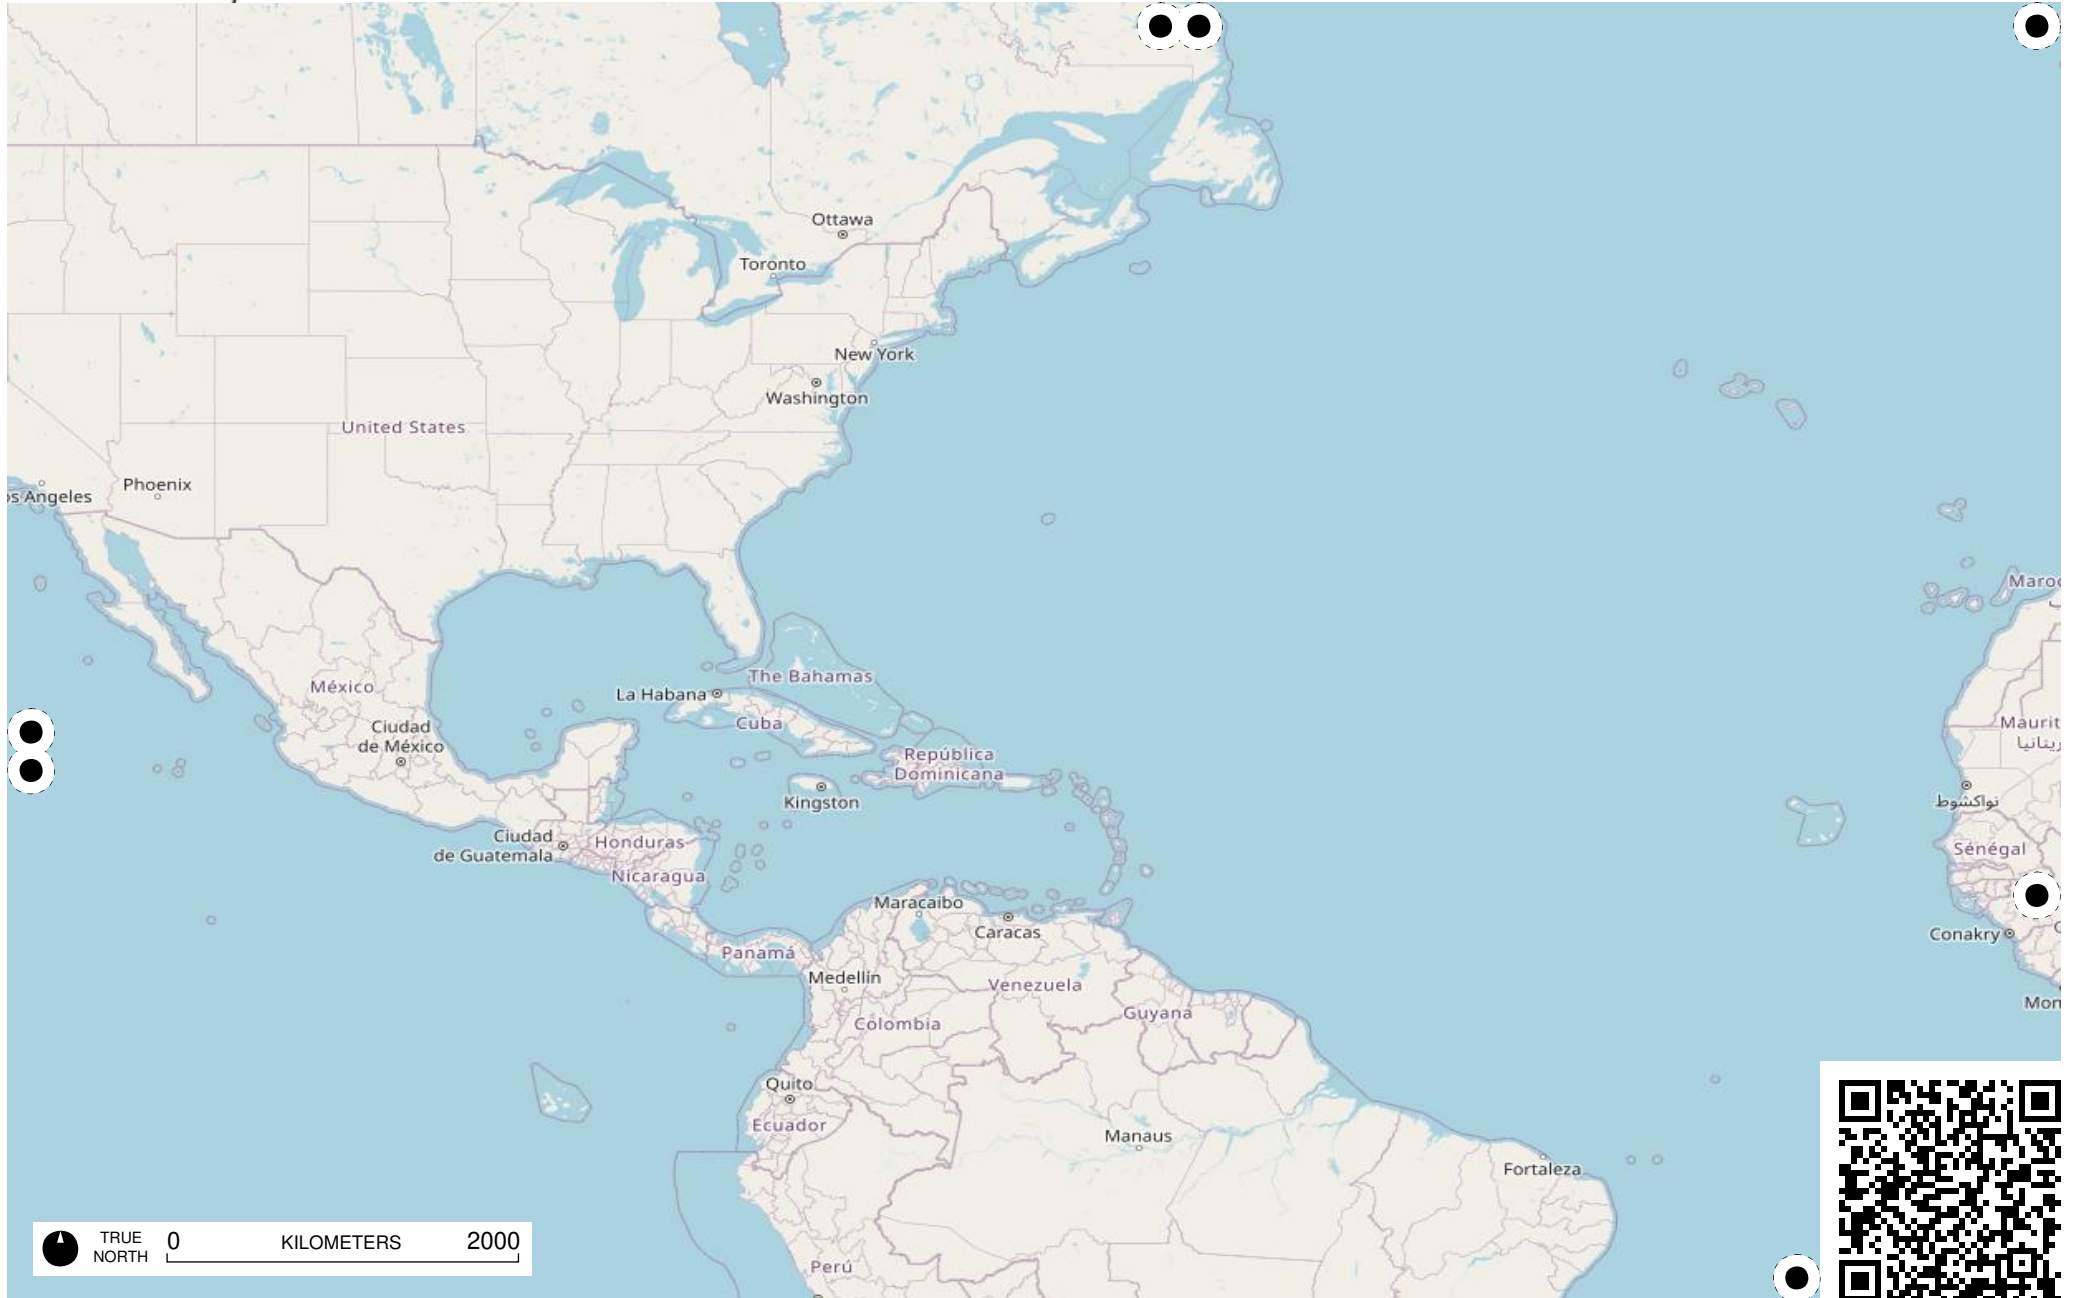 Ottawa
Toronto
New York
Washington
United States
Phoenix
os Angeles
Maroc
The Bahamas
La Habana
México
Cuba
Ciudad
de México
República
Dominicana
Maurit
ريتانيا
Kingston
نواكشوط
Ciudad
de Guatemala
Honduras
Sénégal
Nicaragua
Maracaibo
Caracas
Conakry
Panamá
Medellín
Venezuela
Mon
Guyana
Colombia
Quito
Ecuador
Manaus
Fortaleza
TRUE
NORTH
0 KILOMETERS 2000
Perú